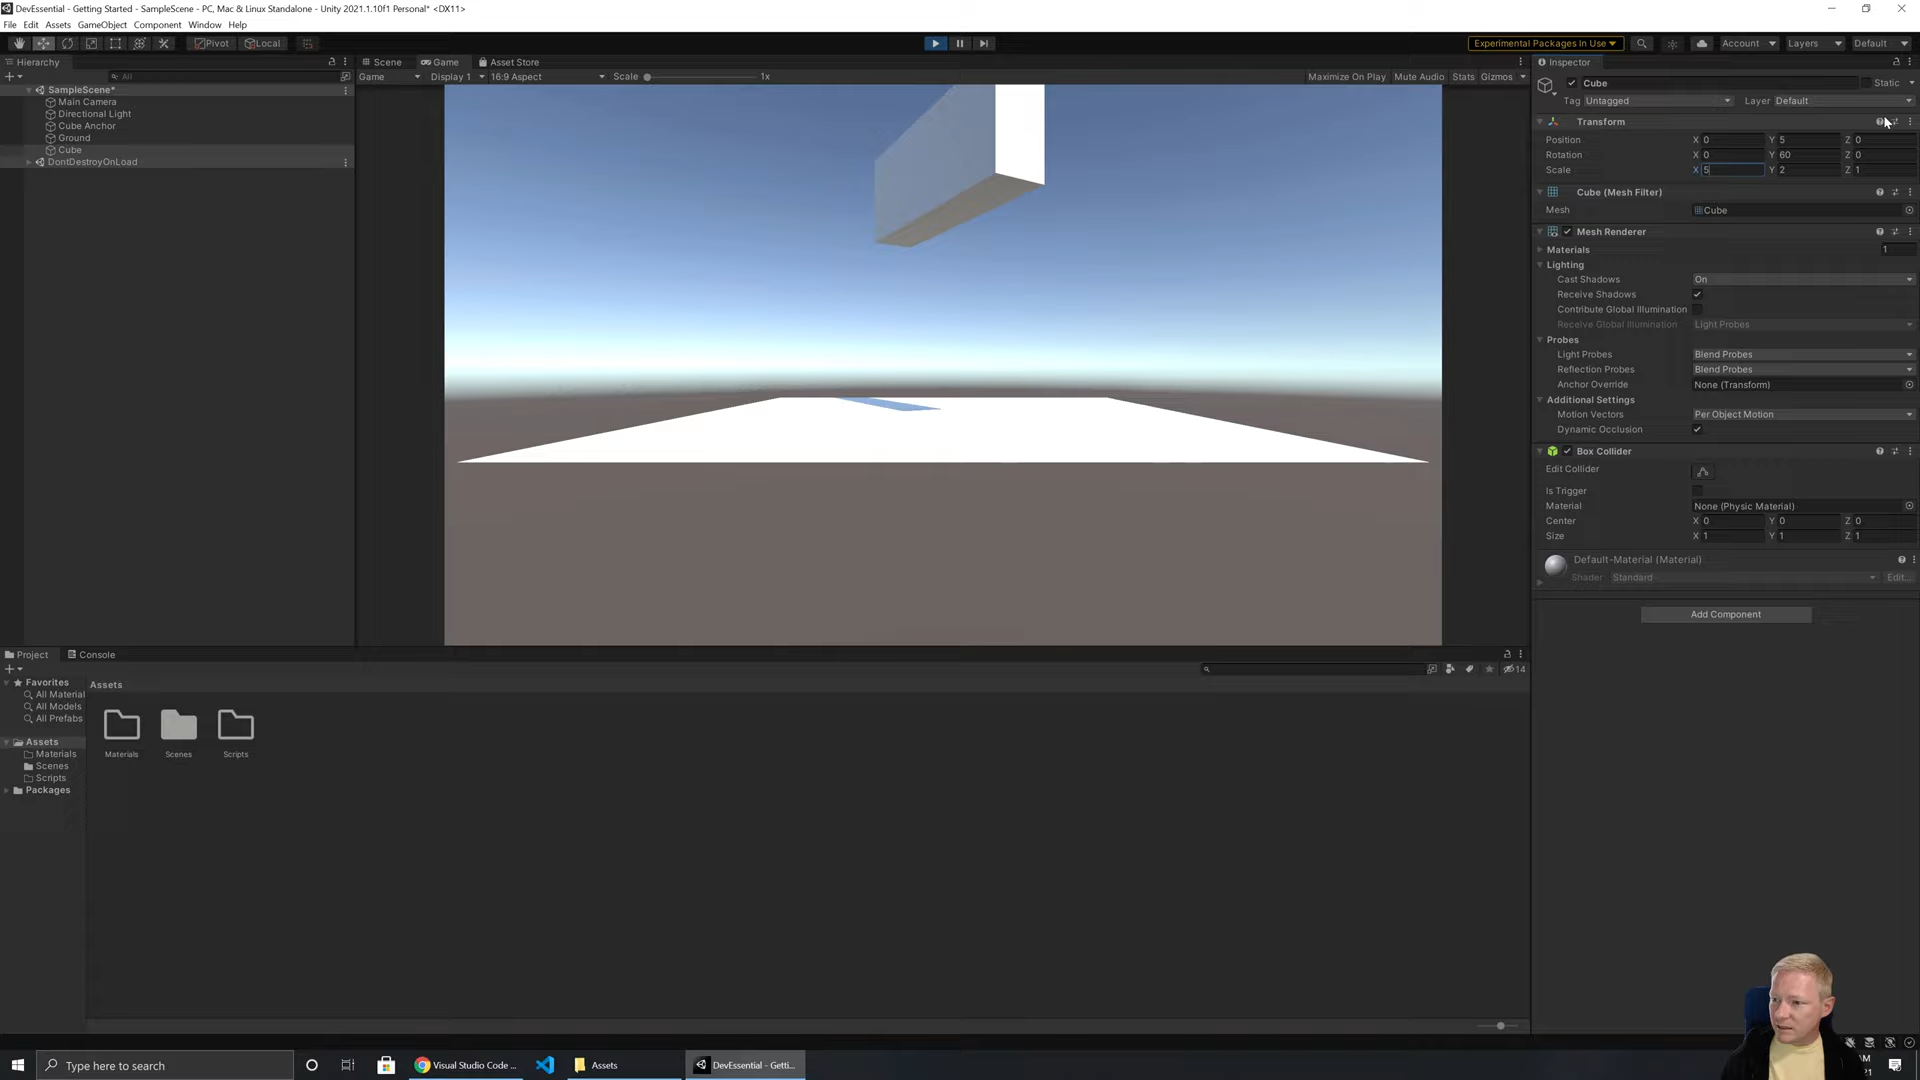 DevEssential - Getting Started - SampleScene - PC, Mac & Linux Standalone - Unity 2021.1.10f1 Personal* <DX11>
File Edit Assets GameObject Component Window Help
Pivot Local Experimental Packages In Use Account Layers Default
Hierarchy
All
SampleScene*
Main Camera
Directional Light
Cube Anchor
Ground
Cube
DontDestroyOnLoad
Scene Game Asset Store
Game Display 1 16:9 Aspect Scale 1x Maximize On Play Mute Audio Stats Gizmos
Inspector
Cube Static
Tag Untagged Layer Default
Transform
Position X 0 Y 5 Z 0
Rotation X 0 Y 60 Z 0
Scale X 5 Y 2 Z 1
Cube (Mesh Filter)
Mesh Cube
Mesh Renderer
Materials 1
Lighting
Cast Shadows On
Receive Shadows
Contribute Global Illumination
Receive Global Illumination Light Probes
Probes
Light Probes Blend Probes
Reflection Probes Blend Probes
Anchor Override None (Transform)
Additional Settings
Motion Vectors Per Object Motion
Dynamic Occlusion
Box Collider
Edit Collider
Is Trigger
Material None (Physic Material)
Center X 0 Y 0 Z 0
Size X 1 Y 1 Z 1
Default-Material (Material)
Shader Standard Edit...
Add Component
Project Console
14
Favorites
All Material
All Models
All Prefabs
Assets
Materials
Scenes
Scripts
Packages
Assets
Materials Scenes Scripts
Type here to search
Visual Studio Code ...
Assets
DevEssential - Getti...